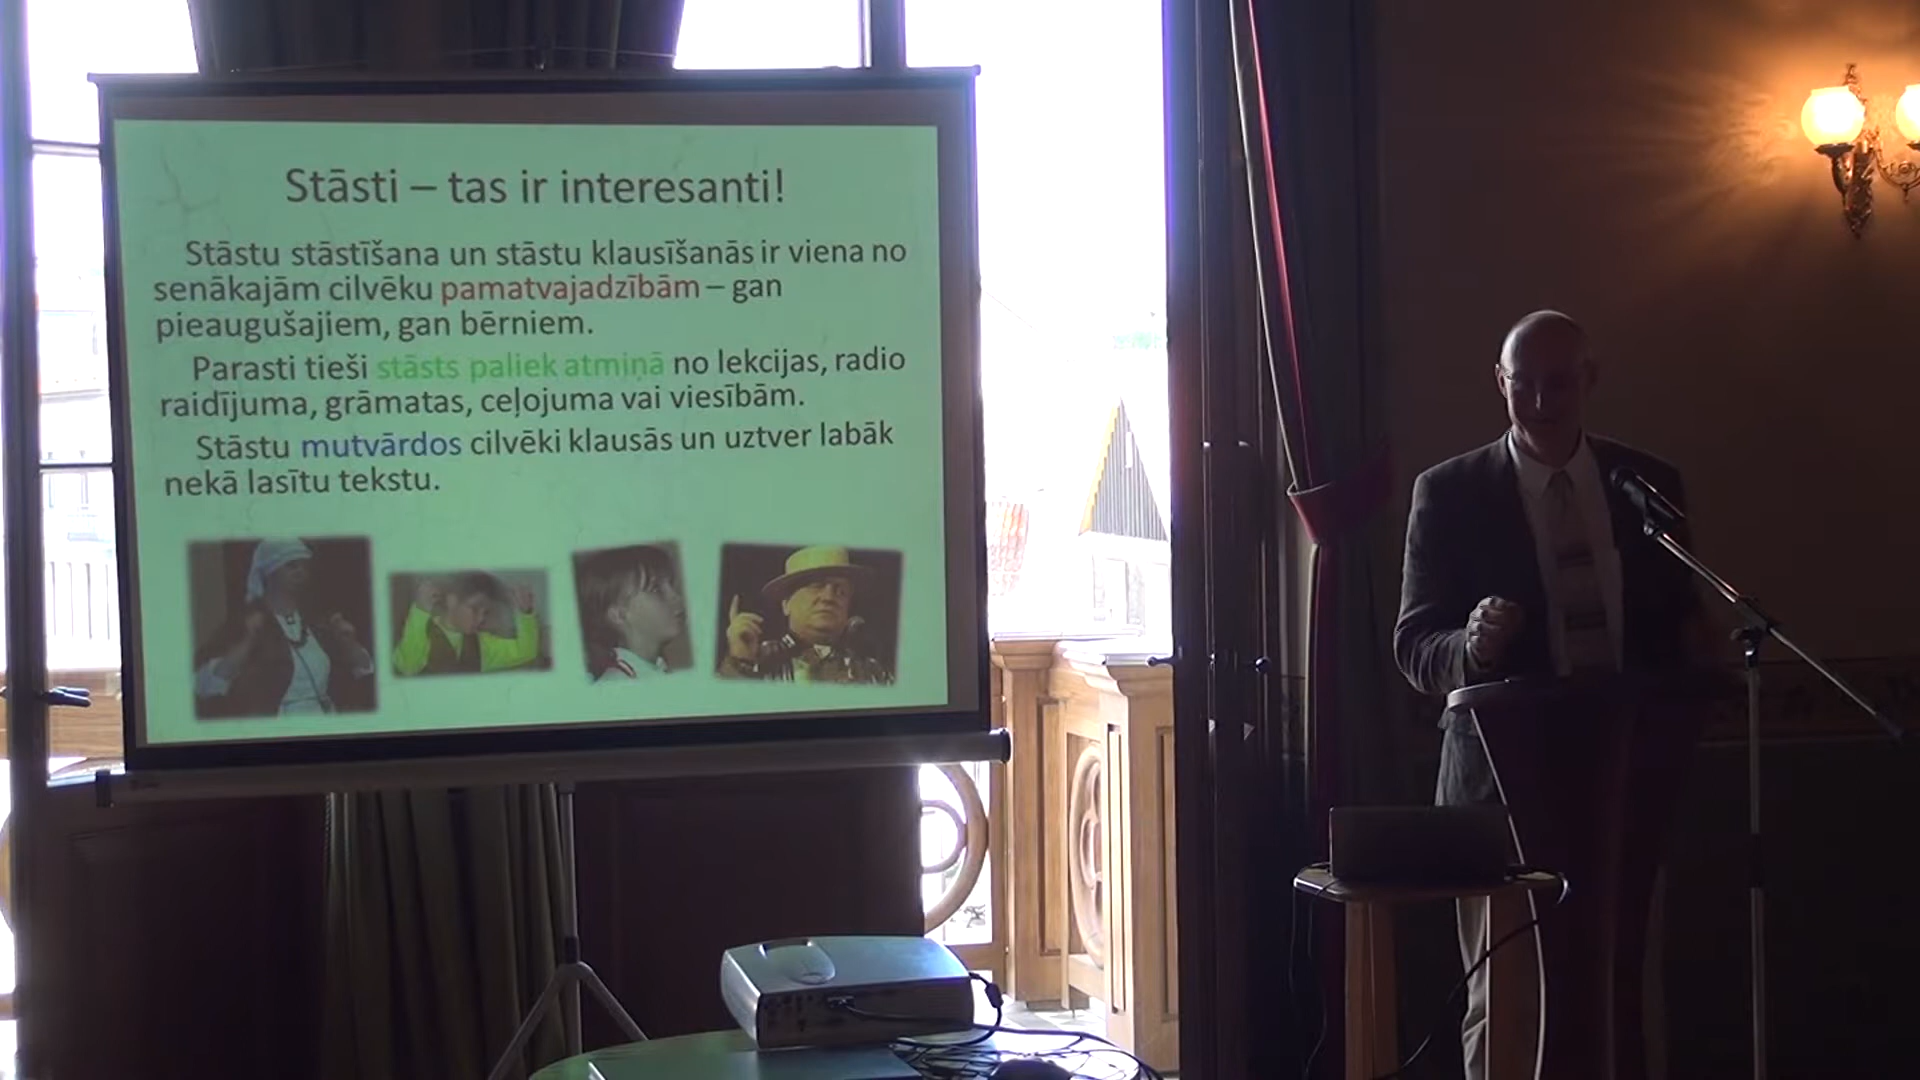 Stāsti – tas ir interesanti!
Stāstu stāstīšana un stāstu klausīšanās ir viena no
senākajām cilvēku pamatvajadzībām – gan
pieaugušajiem, gan bērniem.
Parasti tieši stāsts paliek atmiņā no lekcijas, radio
raidījuma, grāmatas, ceļojuma vai viesībām.
Stāstu mutvārdos cilvēki klausās un uztver labāk
nekā lasītu tekstu.